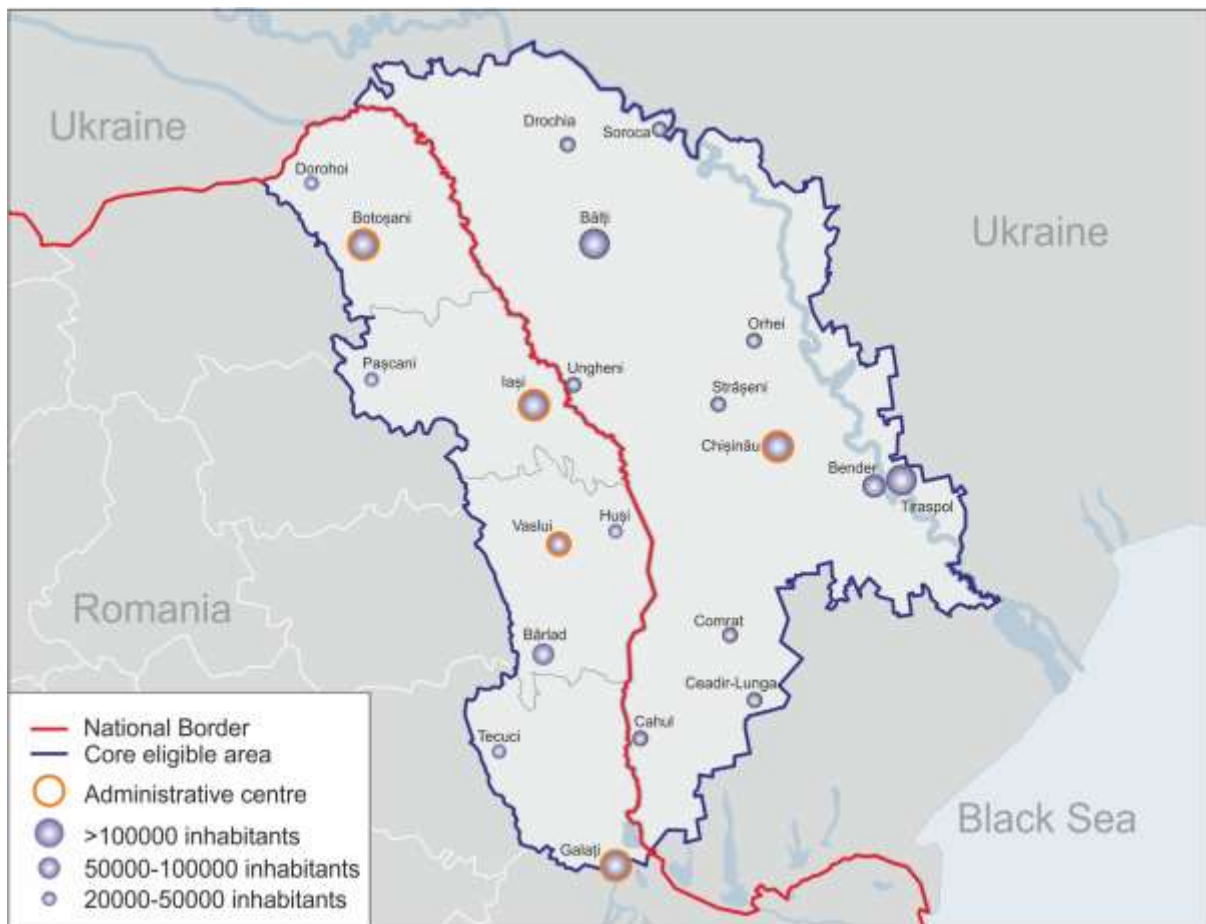 Ukraine
Drochia
Soroca
Dorohoi
Botoșani
Bălți
Ukraine
Orhei
Pașcani
Iași
Ungheni
Strășeni
Chișinău
Bender
Tiraspol
Vaslui
Huși
Romania
Bârlad
Comrat
Ceadir-Lunga
Tecuci
Cahul
Galați
Black Sea
National Border
Core eligible area
Administrative centre
>100000 inhabitants
50000-100000 inhabitants
20000-50000 inhabitants